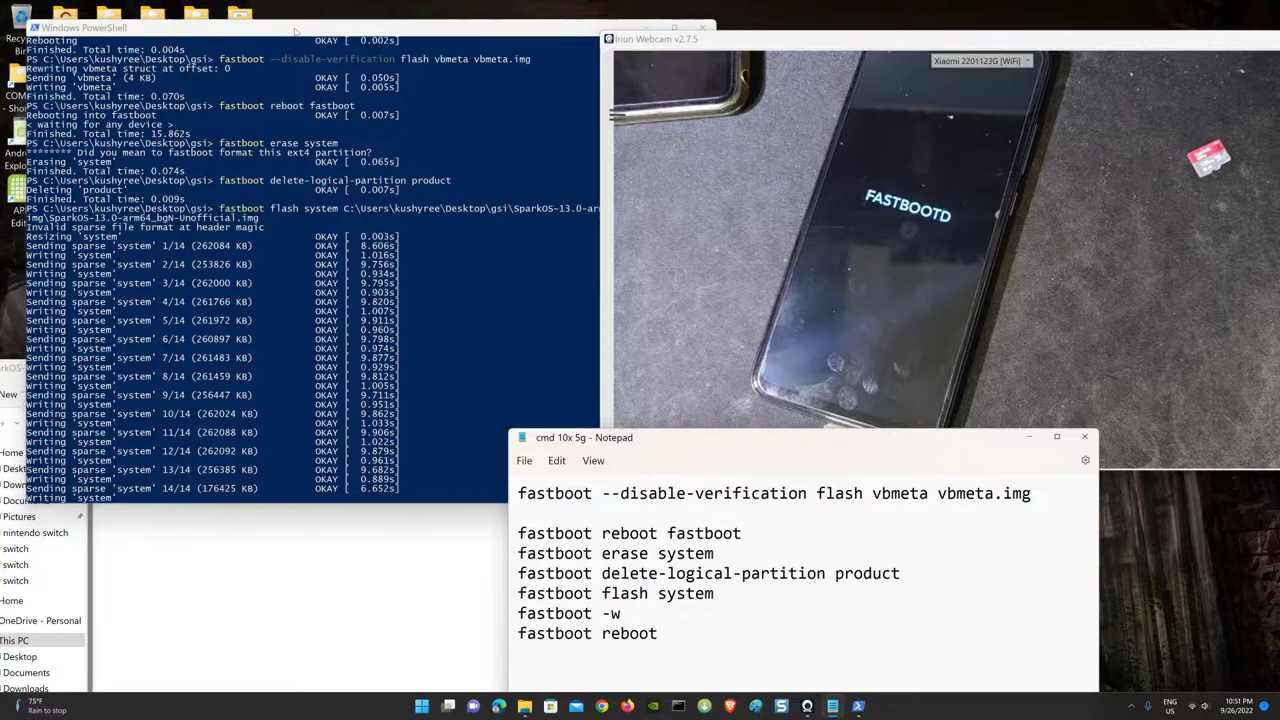 Windows PowerShell
Rebooting OKAY [ 0.002s]
Finished. Total time: 0.004s
PS C:\Users\kushyree\Desktop\gsi> fastboot --disable-verification flash vbmeta vbmeta.img
Rewriting vbmeta struct at offset: 0
Sending 'vbmeta' (4 KB) OKAY [ 0.050s]
Writing 'vbmeta' OKAY [ 0.005s]
Finished. Total time: 0.070s
PS C:\Users\kushyree\Desktop\gsi> fastboot reboot fastboot
Rebooting into fastboot OKAY [ 0.007s]
< waiting for any device >
Finished. Total time: 15.862s
PS C:\Users\kushyree\Desktop\gsi> fastboot erase system
******** Did you mean to fastboot format this ext4 partition?
Erasing 'system' OKAY [ 0.065s]
Finished. Total time: 0.074s
PS C:\Users\kushyree\Desktop\gsi> fastboot delete-logical-partition product
Deleting 'product' OKAY [ 0.007s]
Finished. Total time: 0.009s
PS C:\Users\kushyree\Desktop\gsi> fastboot flash system C:\Users\kushyree\Desktop\gsi\SparkOS-13.0-arm
img\SparkOS-13.0-arm64_bgN-Unofficial.img
Invalid sparse file format at header magic
Resizing 'system' OKAY [ 0.003s]
Sending sparse 'system' 1/14 (262084 KB) OKAY [ 8.606s]
Writing 'system' OKAY [ 1.016s]
Sending sparse 'system' 2/14 (253826 KB) OKAY [ 9.756s]
Writing 'system' OKAY [ 0.934s]
Sending sparse 'system' 3/14 (262000 KB) OKAY [ 9.795s]
Writing 'system' OKAY [ 0.903s]
Sending sparse 'system' 4/14 (261766 KB) OKAY [ 9.820s]
Writing 'system' OKAY [ 1.007s]
Sending sparse 'system' 5/14 (261972 KB) OKAY [ 9.911s]
Writing 'system' OKAY [ 0.960s]
Sending sparse 'system' 6/14 (260897 KB) OKAY [ 9.798s]
Writing 'system' OKAY [ 0.974s]
Sending sparse 'system' 7/14 (261483 KB) OKAY [ 9.877s]
Writing 'system' OKAY [ 0.929s]
Sending sparse 'system' 8/14 (261459 KB) OKAY [ 9.812s]
Writing 'system' OKAY [ 1.005s]
Sending sparse 'system' 9/14 (256447 KB) OKAY [ 9.711s]
Writing 'system' OKAY [ 0.951s]
Sending sparse 'system' 10/14 (262024 KB) OKAY [ 9.862s]
Writing 'system' OKAY [ 1.033s]
Sending sparse 'system' 11/14 (262088 KB) OKAY [ 9.906s]
Writing 'system' OKAY [ 1.022s]
Sending sparse 'system' 12/14 (262092 KB) OKAY [ 9.879s]
Writing 'system' OKAY [ 0.961s]
Sending sparse 'system' 13/14 (256385 KB) OKAY [ 9.682s]
Writing 'system' OKAY [ 0.889s]
Sending sparse 'system' 14/14 (176425 KB) OKAY [ 6.652s]
Writing 'system'
Iriun Webcam v2.7.5
Xiaomi 2201123G [WiFi]
FASTBOOTD
cmd 10x 5g - Notepad
File Edit View
fastboot --disable-verification flash vbmeta vbmeta.img
fastboot reboot fastboot
fastboot erase system
fastboot delete-logical-partition product
fastboot flash system
fastboot -w
fastboot reboot
New
Pictures
nintendo switch
switch
switch
switch
Home
OneDrive - Personal
This PC
Desktop
Documents
Downloads
75°F
Rain to stop
ENG
US
10:51 PM
9/26/2022